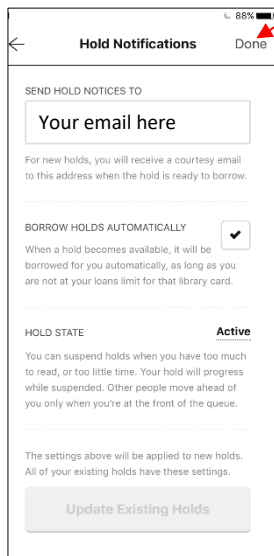 88%
Hold Notifications Done
SEND HOLD NOTICES TO
Your email here
For new holds, you will receive a courtesy email
to this address when the hold is ready to borrow.
BORROW HOLDS AUTOMATICALLY
When a hold becomes available, it will be
borrowed for you automatically, as long as you
are not at your loans limit for that library card.
HOLD STATE Active
You can suspend holds when you have too much
to read, or too little time. Your hold will progress
while suspended. Other people move ahead of
you only when you're at the front of the queue.
The settings above will be applied to new holds.
All of your existing holds have these settings.
Update Existing Holds